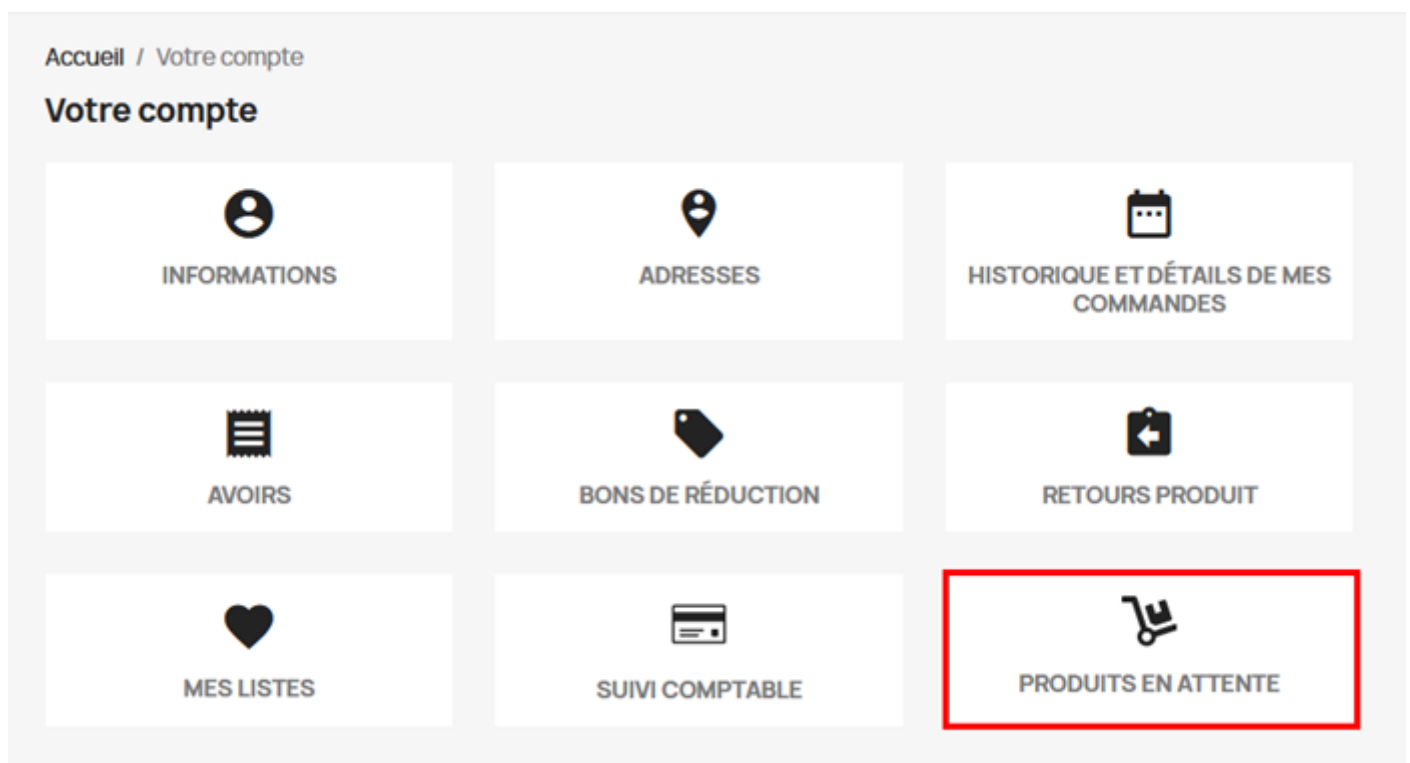 Accueil / Votre compte
Votre compte
INFORMATIONS
ADRESSES
HISTORIQUE ET DÉTAILS DE MES
COMMANDES
AVOIRS
BONS DE RÉDUCTION
RETOURS PRODUIT
MES LISTES
SUIVI COMPTABLE
PRODUITS EN ATTENTE